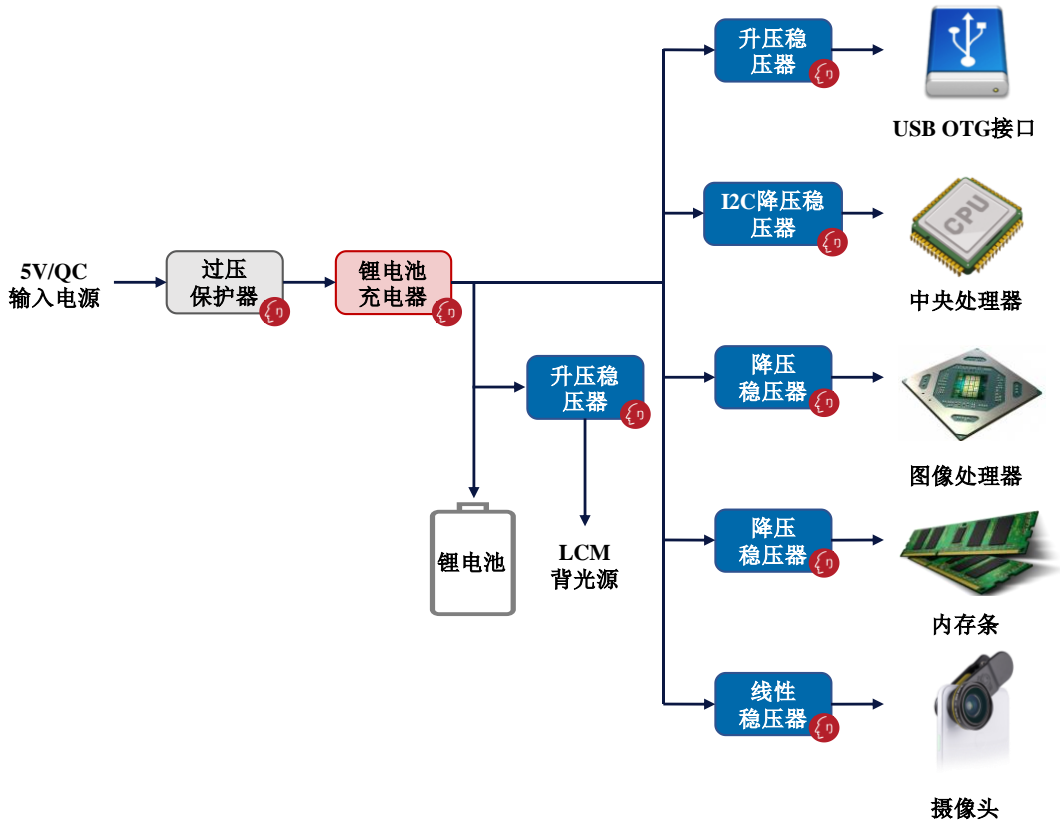 升压稳
压器
USB OTG接口
I2C降压稳
压器
CPU
中央处理器
5V/QC
输入电源
过压
保护器
锂电池
充电器
升压稳
压器
降压
稳压器
图像处理器
锂电池
LCM
背光源
降压
稳压器
内存条
线性
稳压器
摄像头